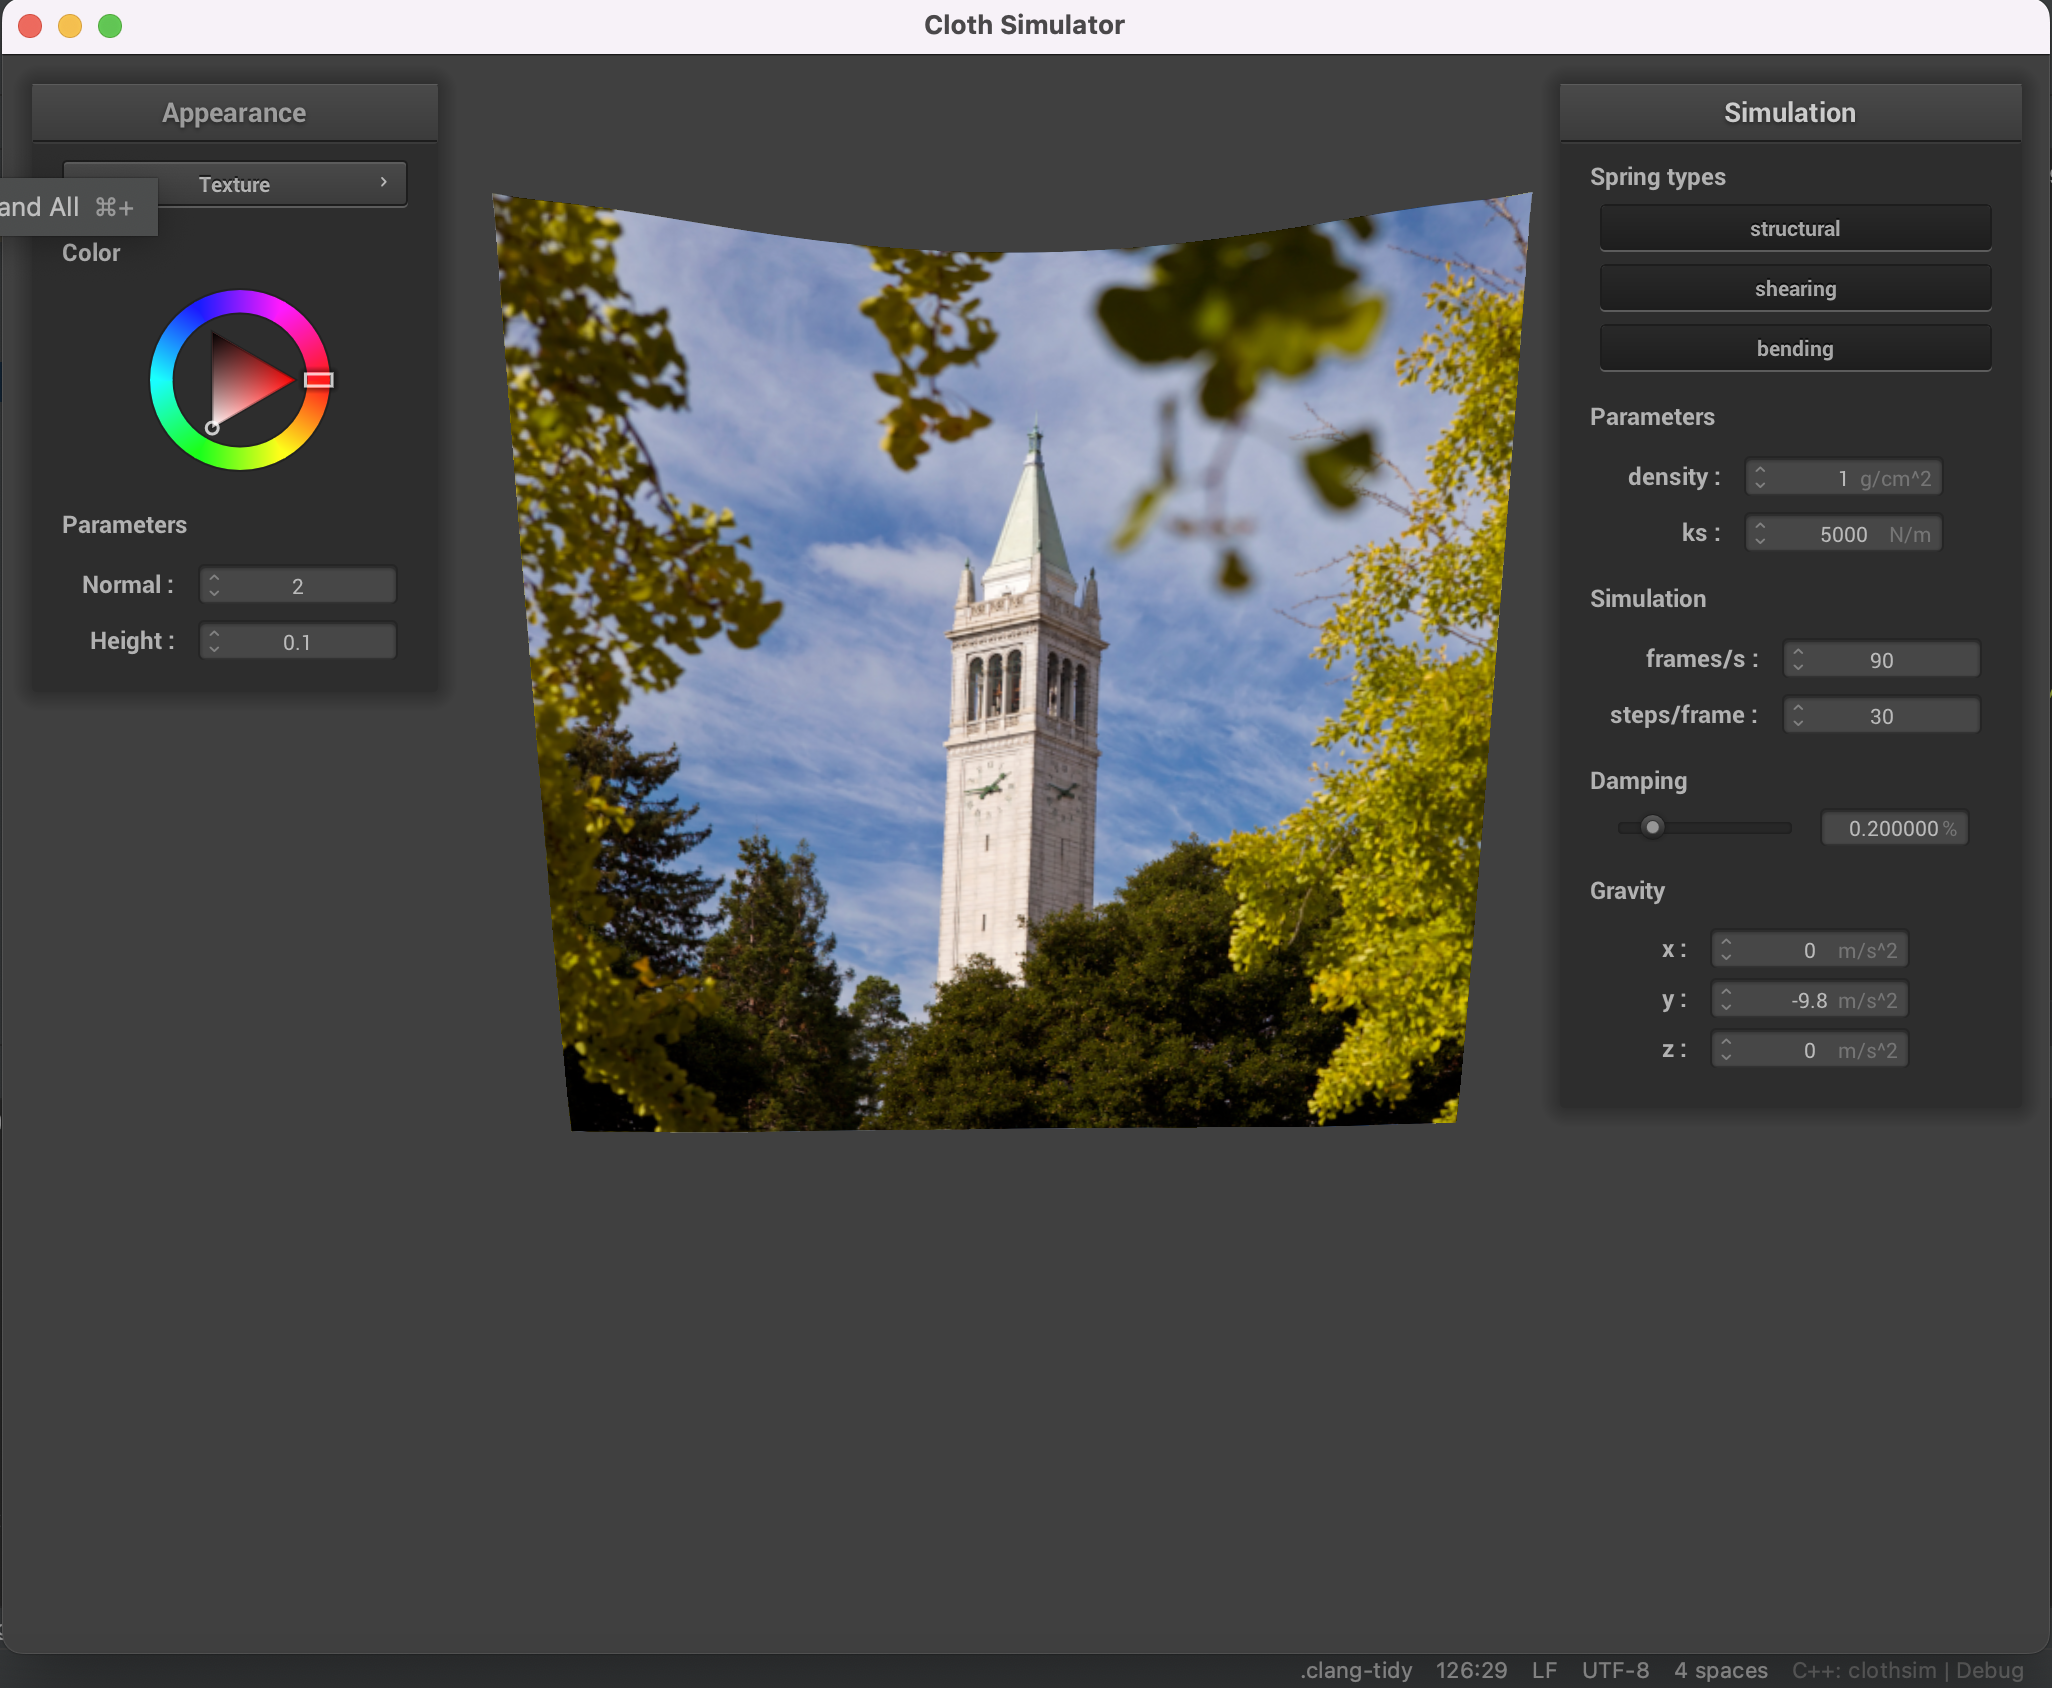 Cloth Simulator
Appearance
Texture
and All ⌘+
Color
Parameters
Normal : 2
Height : 0.1
Simulation
Spring types
structural
shearing
bending
Parameters
density : 1 g/cm^2
ks : 5000 N/m
Simulation
frames/s : 90
steps/frame : 30
Damping
0.200000 %
Gravity
x : 0 m/s^2
y : -9.8 m/s^2
z : 0 m/s^2
.clang-tidy 126:29 LF UTF-8 4 spaces C++: clothsim | Debug